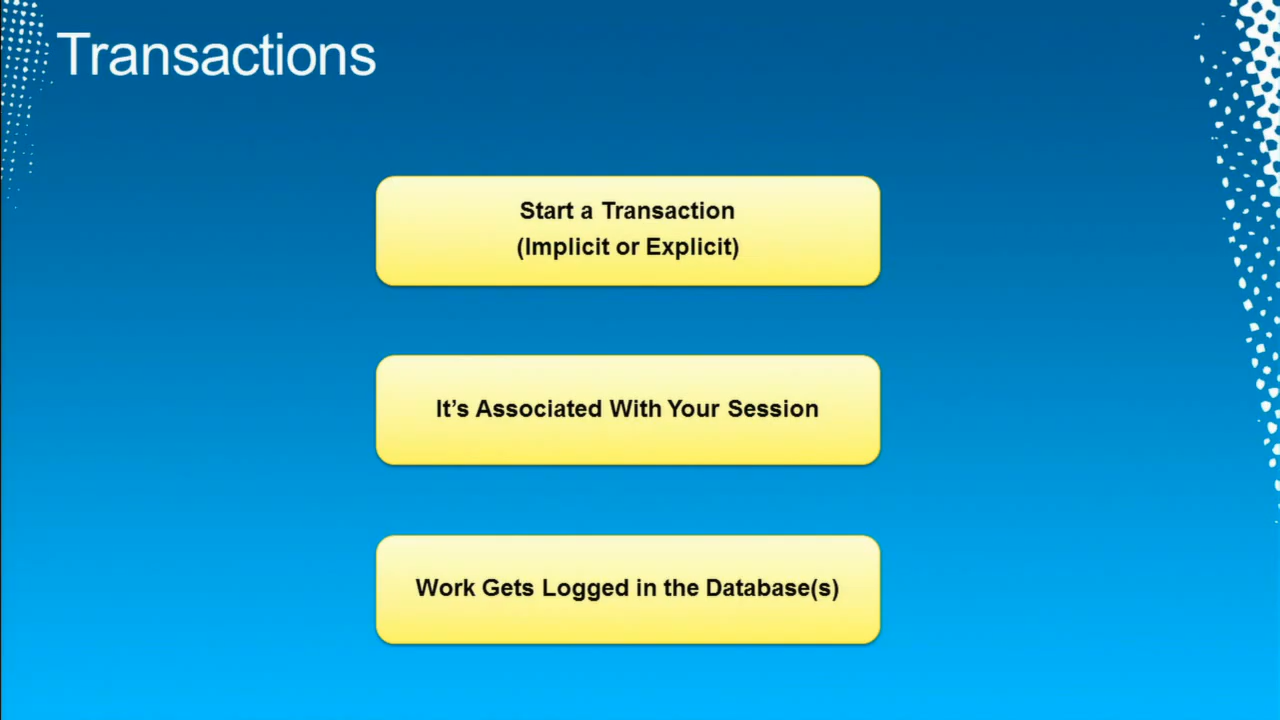 Transactions
Start a Transaction
(Implicit or Explicit)
It’s Associated With Your Session
Work Gets Logged in the Database(s)